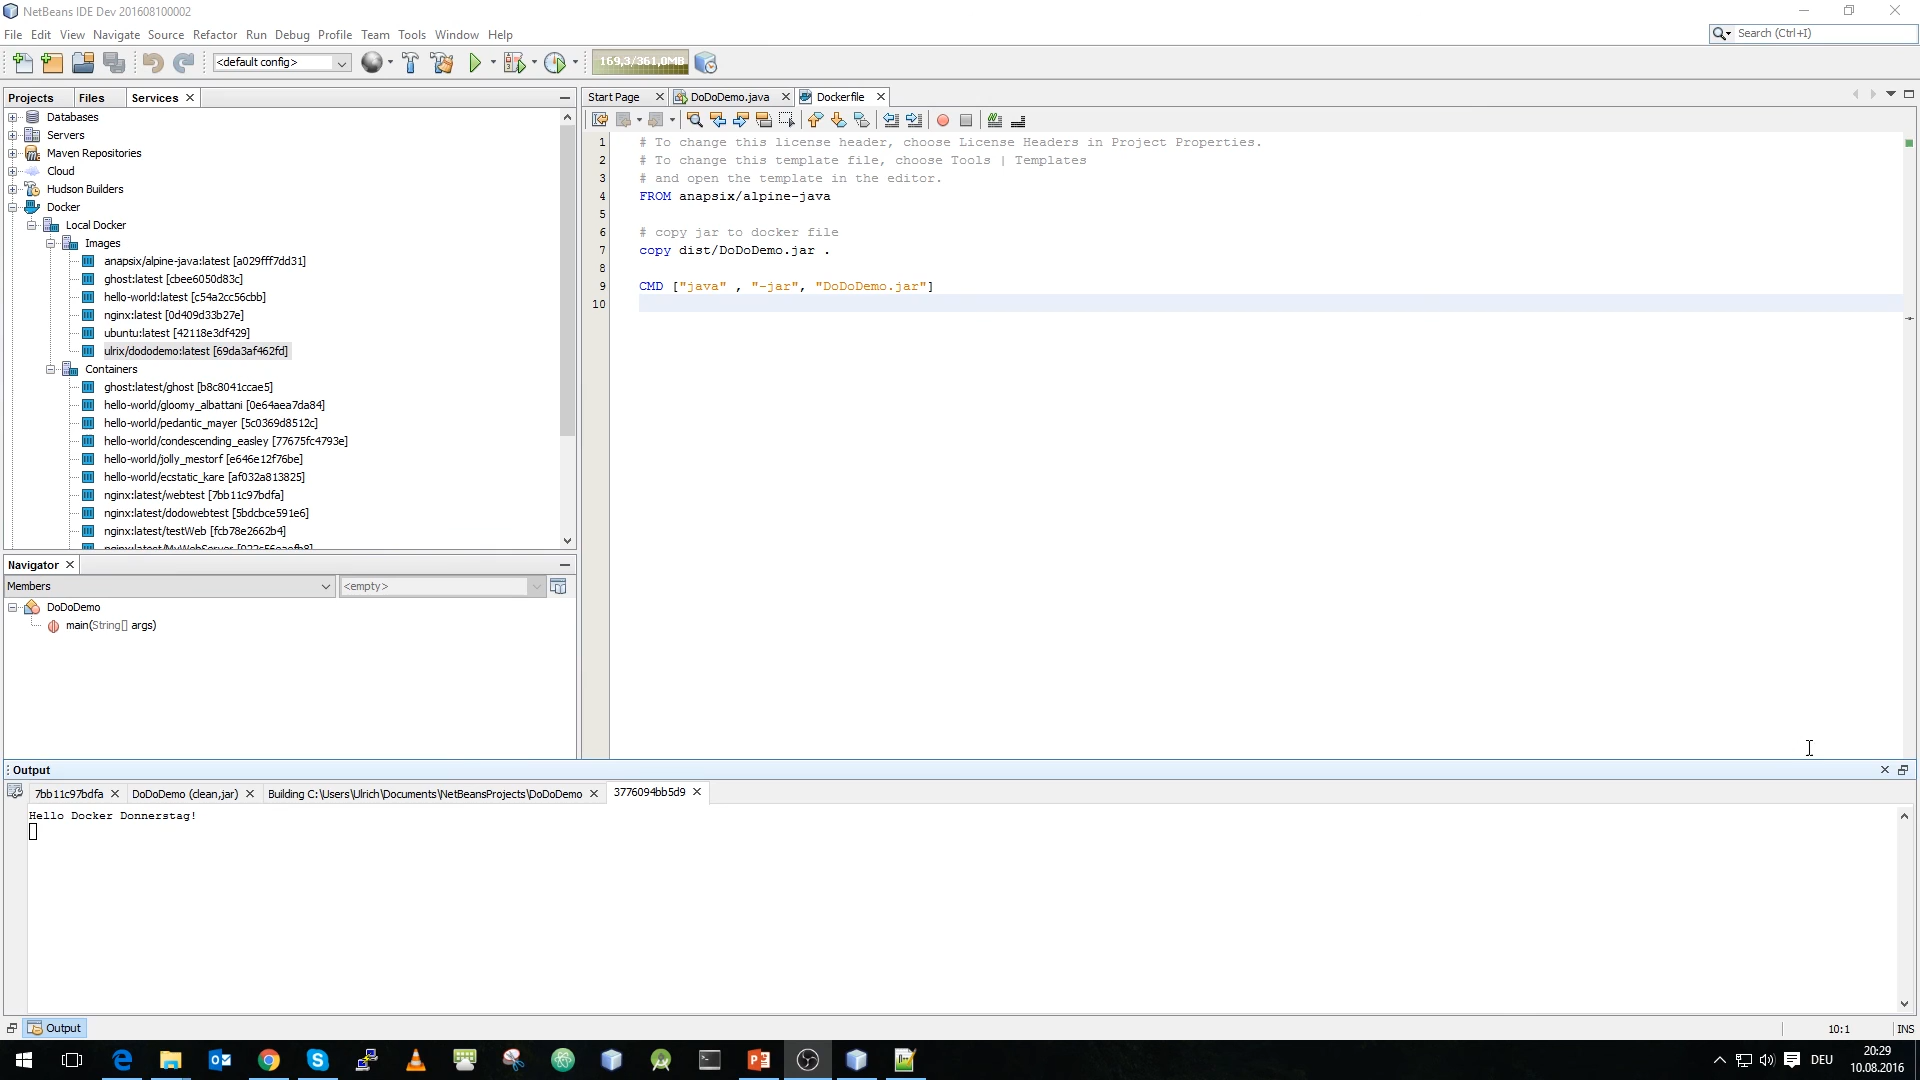 NetBeans IDE Dev 201608100002
File Edit View Navigate Source Refactor Run Debug Profile Team Tools Window Help
Search (Ctrl+I)
<default config>
169,3/361,0MB
Projects Files Services
Databases
Servers
Maven Repositories
Cloud
Hudson Builders
Docker
Local Docker
Images
anapsix/alpine-java:latest [a029fff7dd31]
ghost:latest [cbee6050d83c]
hello-world:latest [c54a2cc56cbb]
nginx:latest [0d409d33b27e]
ubuntu:latest [42118e3df429]
ulrix/dododemo:latest [69da3af462fd]
Containers
ghost:latest/ghost [b8c8041ccae5]
hello-world/gloomy_albattani [0e64aea7da84]
hello-world/pedantic_mayer [5c0369d8512c]
hello-world/condescending_easley [77675fc4793e]
hello-world/jolly_mestorf [e646e12f76be]
hello-world/ecstatic_kare [af032a813825]
nginx:latest/webtest [7bb11c97bdfa]
nginx:latest/dodowebtest [5bdcbce591e6]
nginx:latest/testWeb [fcb78e2662b4]
Navigator
Members
<empty>
DoDoDemo
main(String[] args)
Start Page DoDoDemo.java Dockerfile
1 # To change this license header, choose License Headers in Project Properties.
2 # To change this template file, choose Tools | Templates
3 # and open the template in the editor.
4 FROM anapsix/alpine-java
5
6 # copy jar to docker file
7 copy dist/DoDoDemo.jar .
8
9 CMD ["java" , "-jar", "DoDoDemo.jar"]
10
Output
7bb11c97bdfa DoDoDemo (clean,jar) Building C:\Users\Ulrich\Documents\NetBeansProjects\DoDoDemo 3776094bb5d9
Hello Docker Donnerstag!
Output
10:1 INS
DEU
20:29
10.08.2016